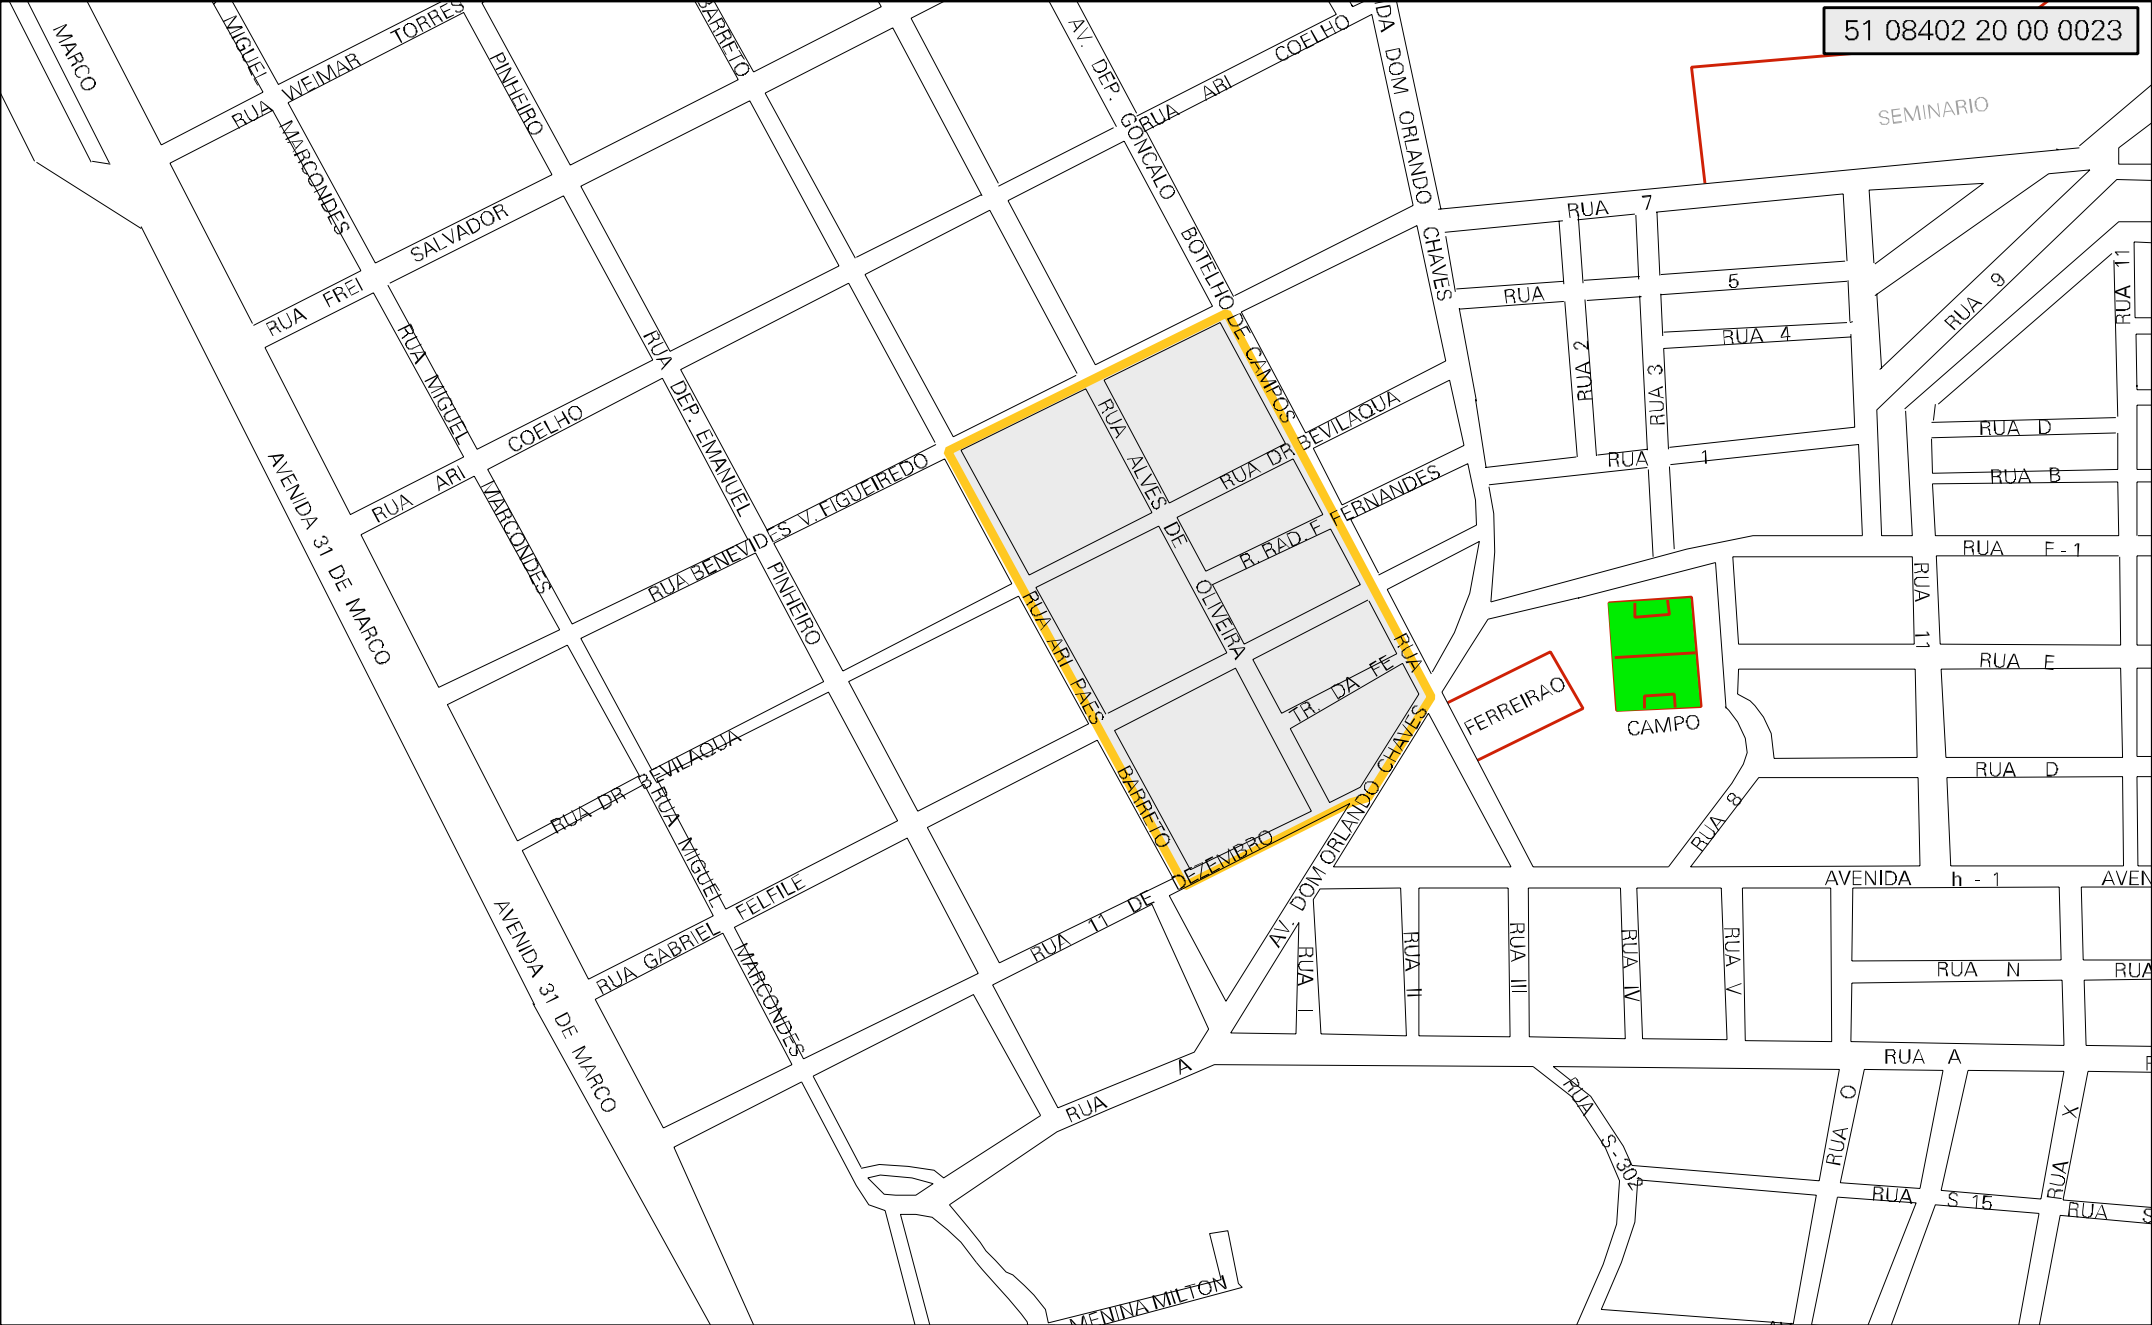 51 08402 20 00 0023
MARCO
MIGUEL
RUA WEIMAR TORRES
PINHEIRO
BARRETO
AV. DEP. GONCALO BOTELHO DE CAMPOS
RUA ARI COELHO
DOM ORLANDO CHAVES
SEMINARIO
MARCONDES
RUA FREI SALVADOR
RUA 7
RUA 5
RUA 4
RUA 9
RUA 11
RUA 2
RUA 3
RUA 1
RUA D
RUA B
RUA F-1
RUA MIGUEL
MARCONDES
RUA ARI COELHO
RUA DEP. EMANUEL PINHEIRO
RUA BENEVIDES V. FIGUEIREDO
RUA ALVES DE OLIVEIRA
RUA DR BEVILAQUA
R. RAD. F FERNANDES
TR. DA FE
RUA
RUA ARI PAES BARRETO
AVENIDA 31 DE MARCO
RUA 11
RUA E
FERREIRAO
CAMPO
RUA D
RUA 8
RUA DR BEVILAQUA
RUA MIGUEL
MARCONDES
RUA GABRIEL FELFILE
RUA 11 DE DEZEMBRO
AV. DOM ORLANDO CHAVES
AVENIDA h - 1
AVEN
RUA I
RUA II
RUA III
RUA IV
RUA V
RUA N
RUA
AVENIDA 31 DE MARCO
RUA A
RUA A
RUA S-302
RUA O
RUA X
RUA
RUA S 15
RUA S
MENINA MILTON